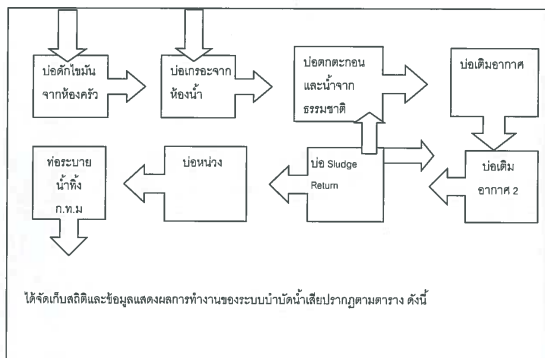 บ่อดักไขมัน
จากห้องครัว
บ่อเกรอะจาก
ห้องน้ำ
บ่อตกตะกอน
และน้ำจาก
ธรรมชาติ
บ่อเติมอากาศ
ท่อระบาย
น้ำทิ้ง
ก.ท.ม
บ่อหน่วง
บ่อ Sludge
Return
บ่อเติม
อากาศ 2
ได้จัดเก็บสถิติและข้อมูลแสดงผลการทำงานของระบบบำบัดน้ำเสียปรากฏตามตาราง ดังนี้